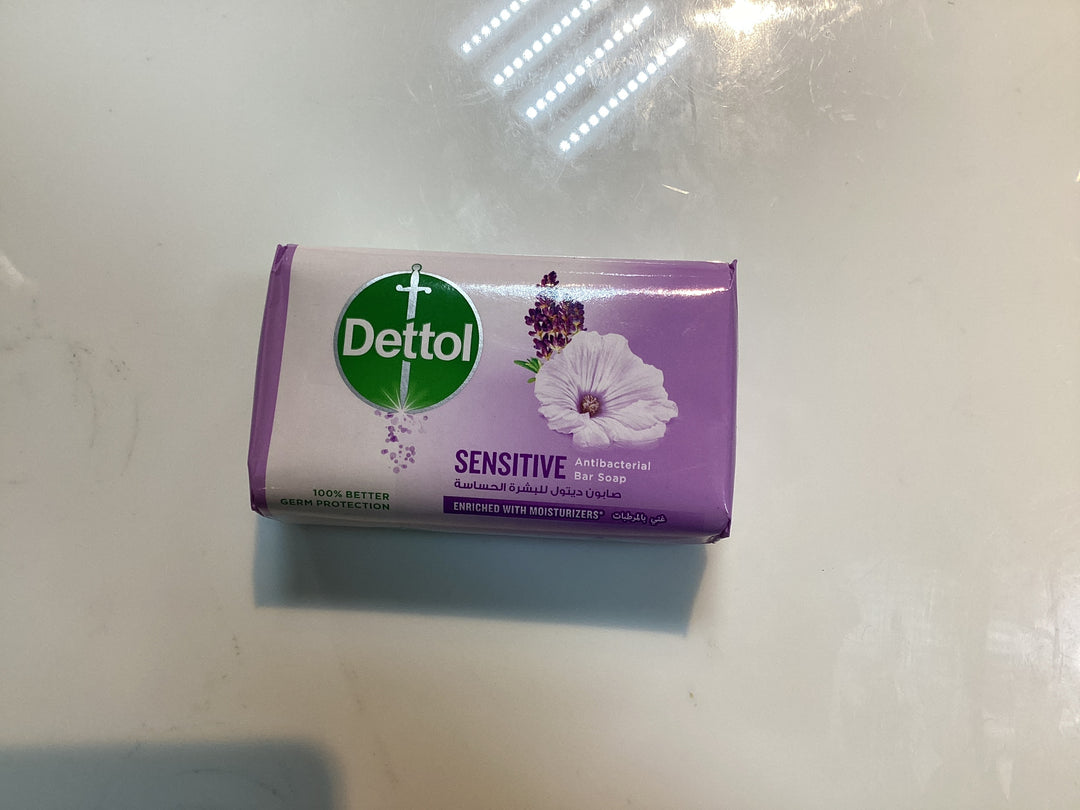 Dettol
SENSITIVE
Antibacterial
Bar Soap
صابون ديتول للبشرة الحساسة
ENRICHED WITH MOISTURIZERS* غني بالمرطبات
100% BETTER
GERM PROTECTION